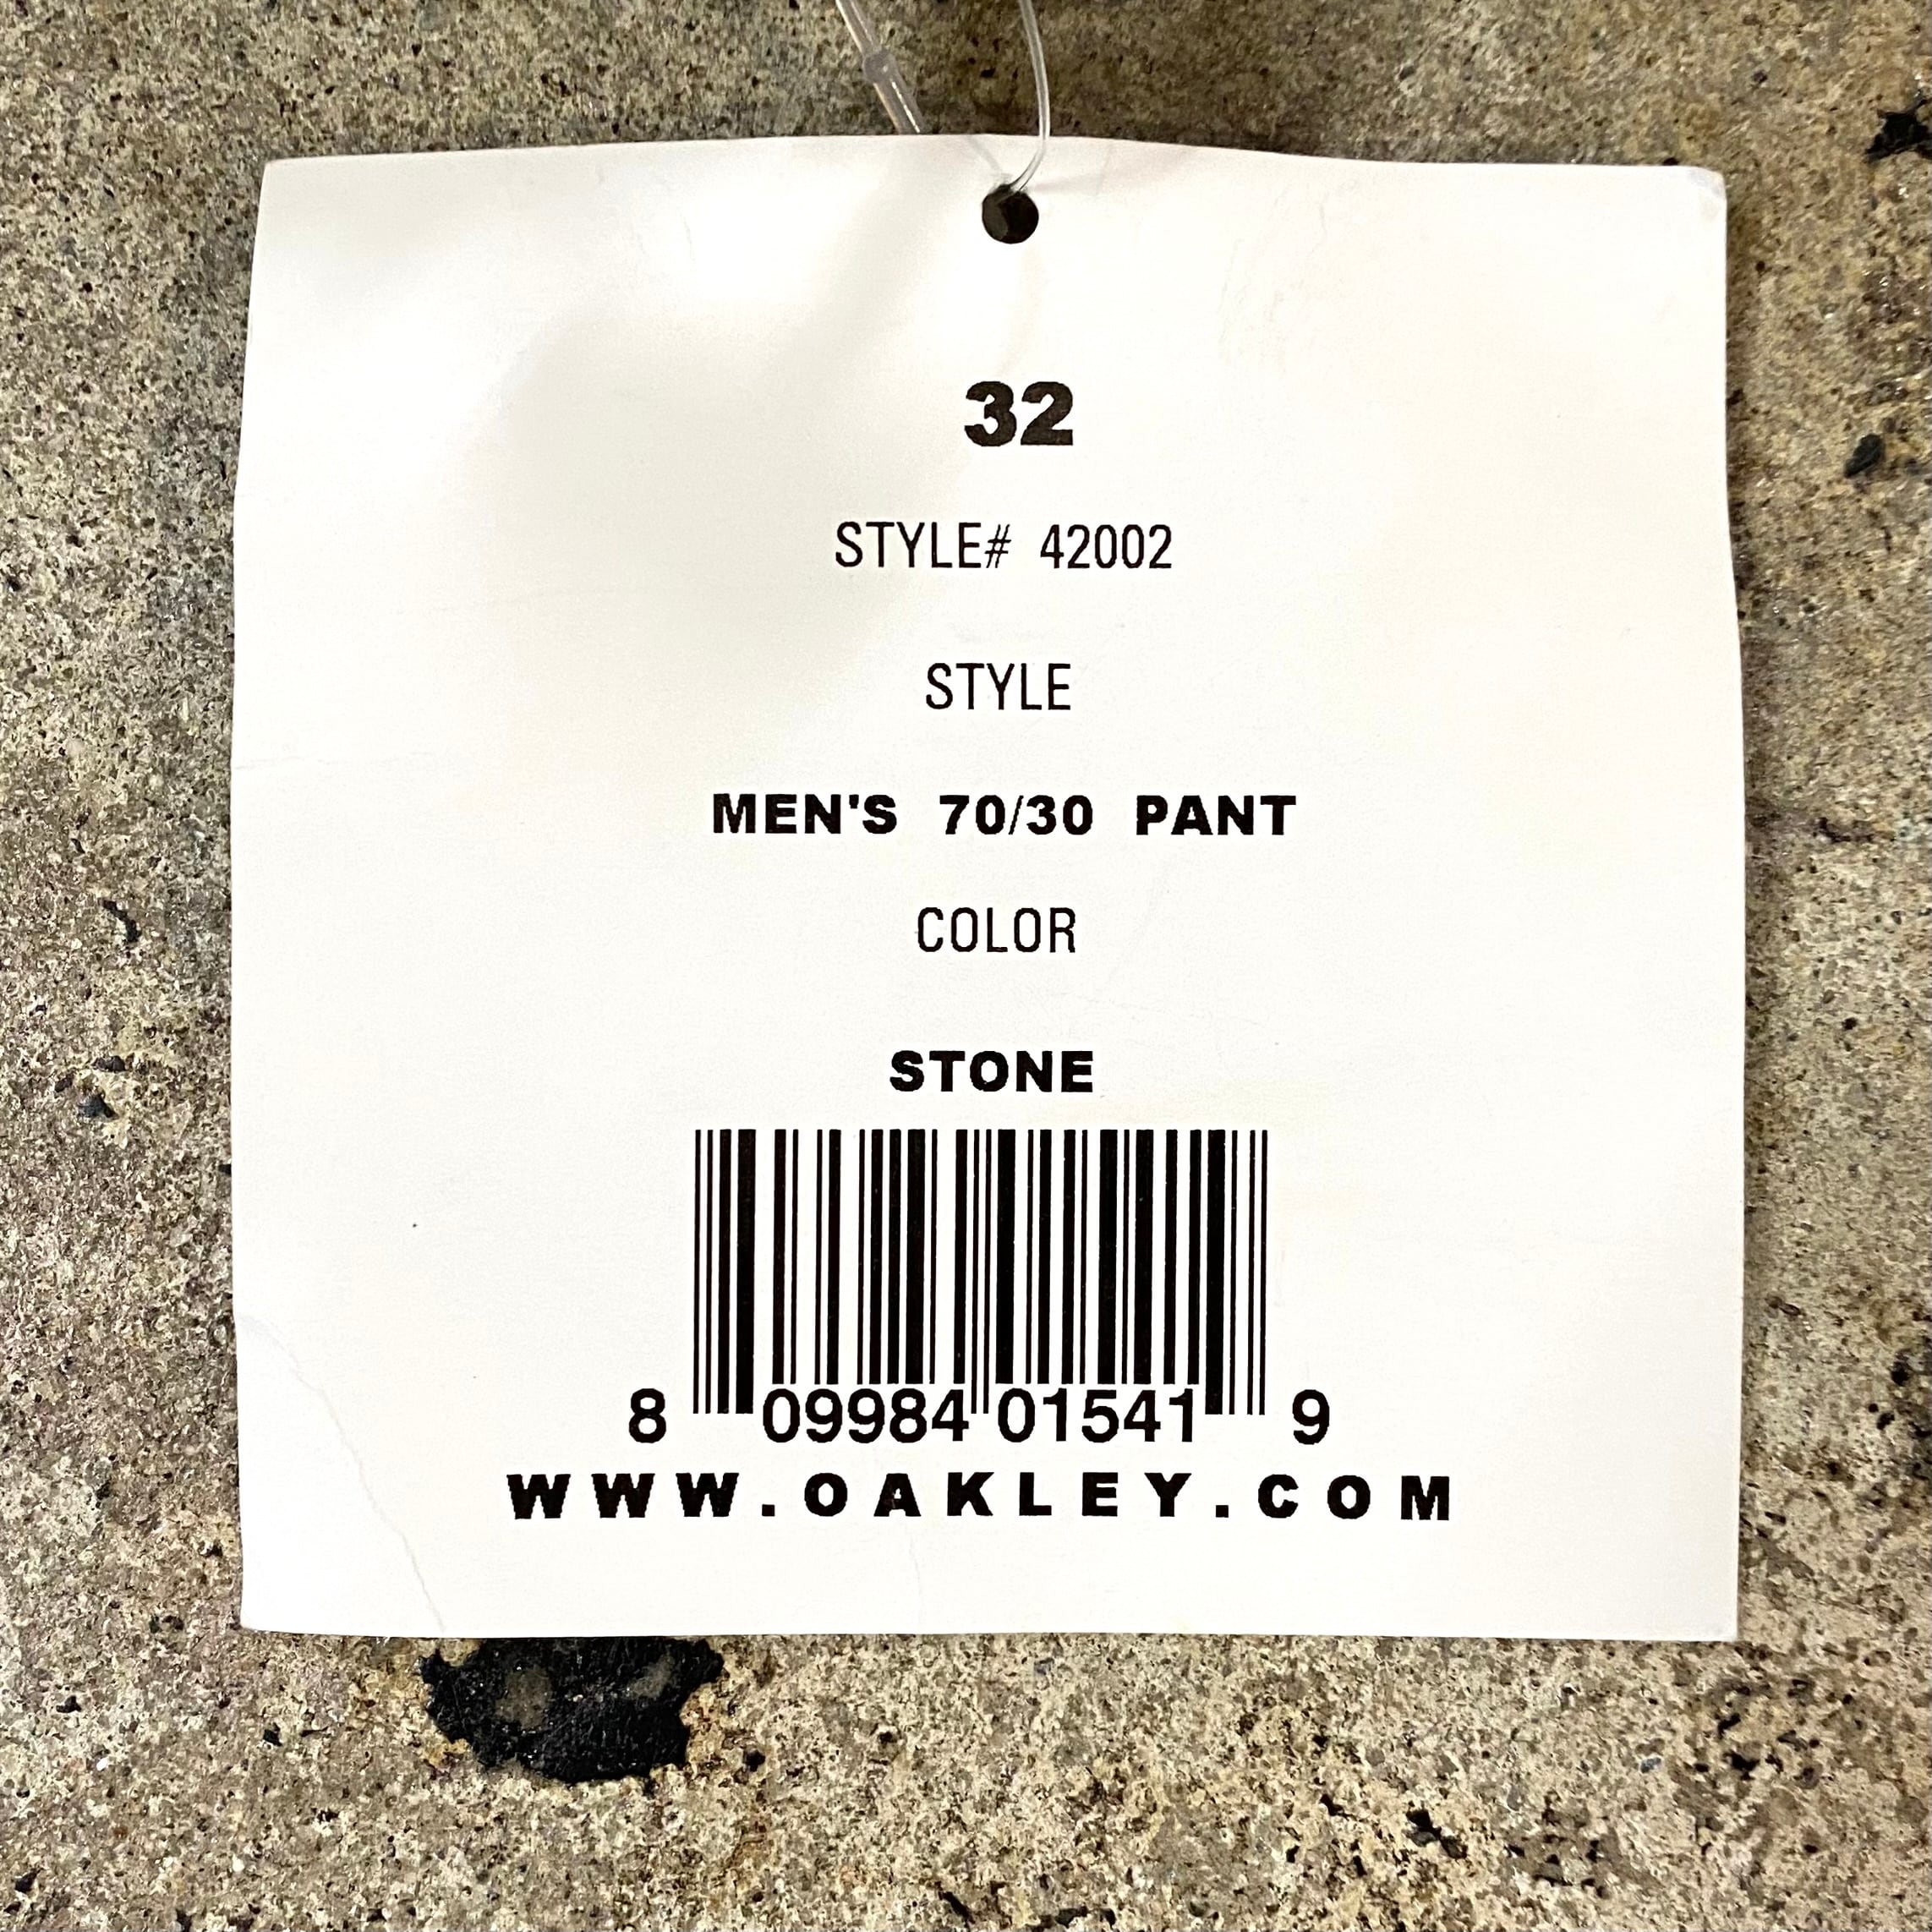 32
STYLE# 42002
STYLE
MEN'S 70/30 PANT
COLOR
STONE
8 09984 01541 9
WWW.OAKLEY.COM